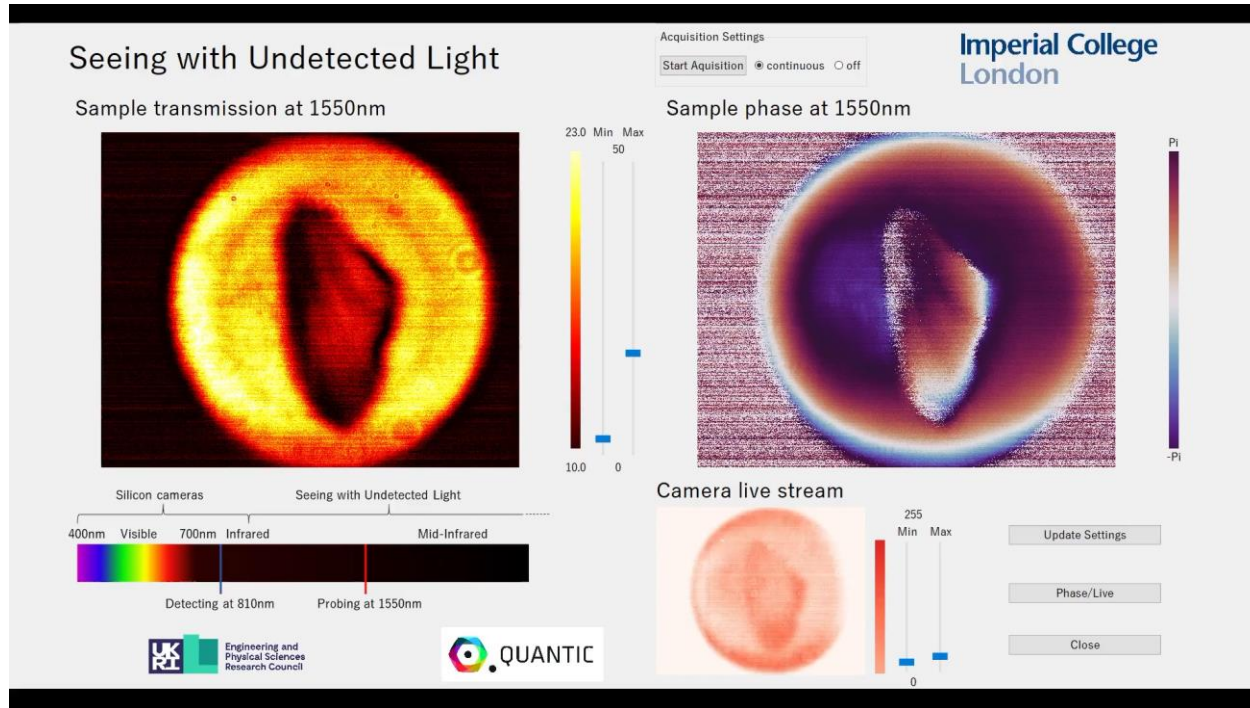 Seeing with Undetected Light
Acquisition Settings
Start Aquisition continuous off
Imperial College
London
Sample transmission at 1550nm
23.0 Min Max
50
10.0 0
Sample phase at 1550nm
Pi
-Pi
Silicon cameras Seeing with Undetected Light
400nm Visible 700nm Infrared Mid-Infrared
Detecting at 810nm Probing at 1550nm
UK
RI
Engineering and
Physical Sciences
Research Council
QUANTIC
Camera live stream
255
Min Max
0
Update Settings
Phase/Live
Close